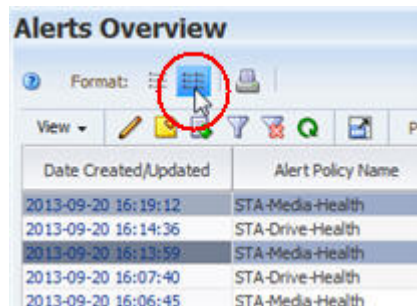 Alerts Overview
Format:
View
Date Created/Updated Alert Policy Name
2013-09-20 16:19:12 STA-Media-Health
2013-09-20 16:14:36 STA-Drive-Health
2013-09-20 16:13:59 STA-Media-Health
2013-09-20 16:07:40 STA-Drive-Health
2013-09-20 16:06:45 STA-Media-Health